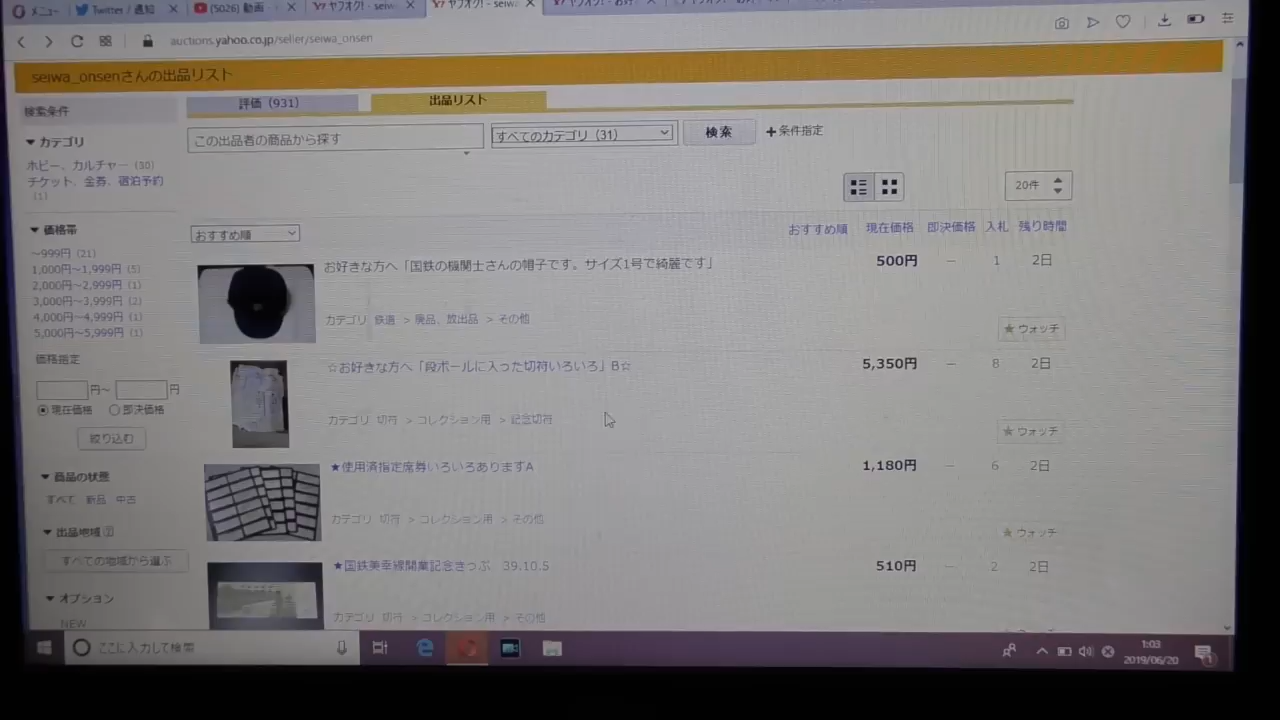 メニュー
Twitter / 通知
(5026) 動画
ヤフオク! - seiw
ヤフオク! - seiw
auctions.yahoo.co.jp/seller/seiwa_onsen
seiwa_onsenさんの出品リスト
検索条件
評価（931）
出品リスト
この出品者の商品から探す
すべてのカテゴリ（31）
検索
+条件指定
▼カテゴリ
ホビー、カルチャー（30）
チケット、金券、宿泊予約
（1）
20件
▼価格帯
～999円（21）
1,000円～1,999円（5）
2,000円～2,999円（1）
3,000円～3,999円（2）
4,000円～4,999円（1）
5,000円～5,999円（1）
おすすめ順
おすすめ順 現在価格 即決価格 入札 残り時間
お好きな方へ「国鉄の機関士さんの帽子です。サイズ1号で綺麗です」
500円 － 1 2日
カテゴリ 鉄道 > 廃品、放出品 > その他
★ウォッチ
価格指定
円～ 円
現在価格 即決価格
絞り込む
☆お好きな方へ「段ボールに入った切符いろいろ」B☆
5,350円 － 8 2日
カテゴリ 切符 > コレクション用 > 記念切符
★ウォッチ
▼商品の状態
すべて 新品 中古
★使用済指定席券いろいろありますA
1,180円 － 6 2日
カテゴリ 切符 > コレクション用 > その他
★ウォッチ
▼出品地域
すべての地域から選ぶ
★国鉄美幸線開業記念きっぷ 39.10.5
510円 － 2 2日
カテゴリ 切符 > コレクション用 > その他
▼オプション
NEW
ここに入力して検索
1:03
2019/06/20